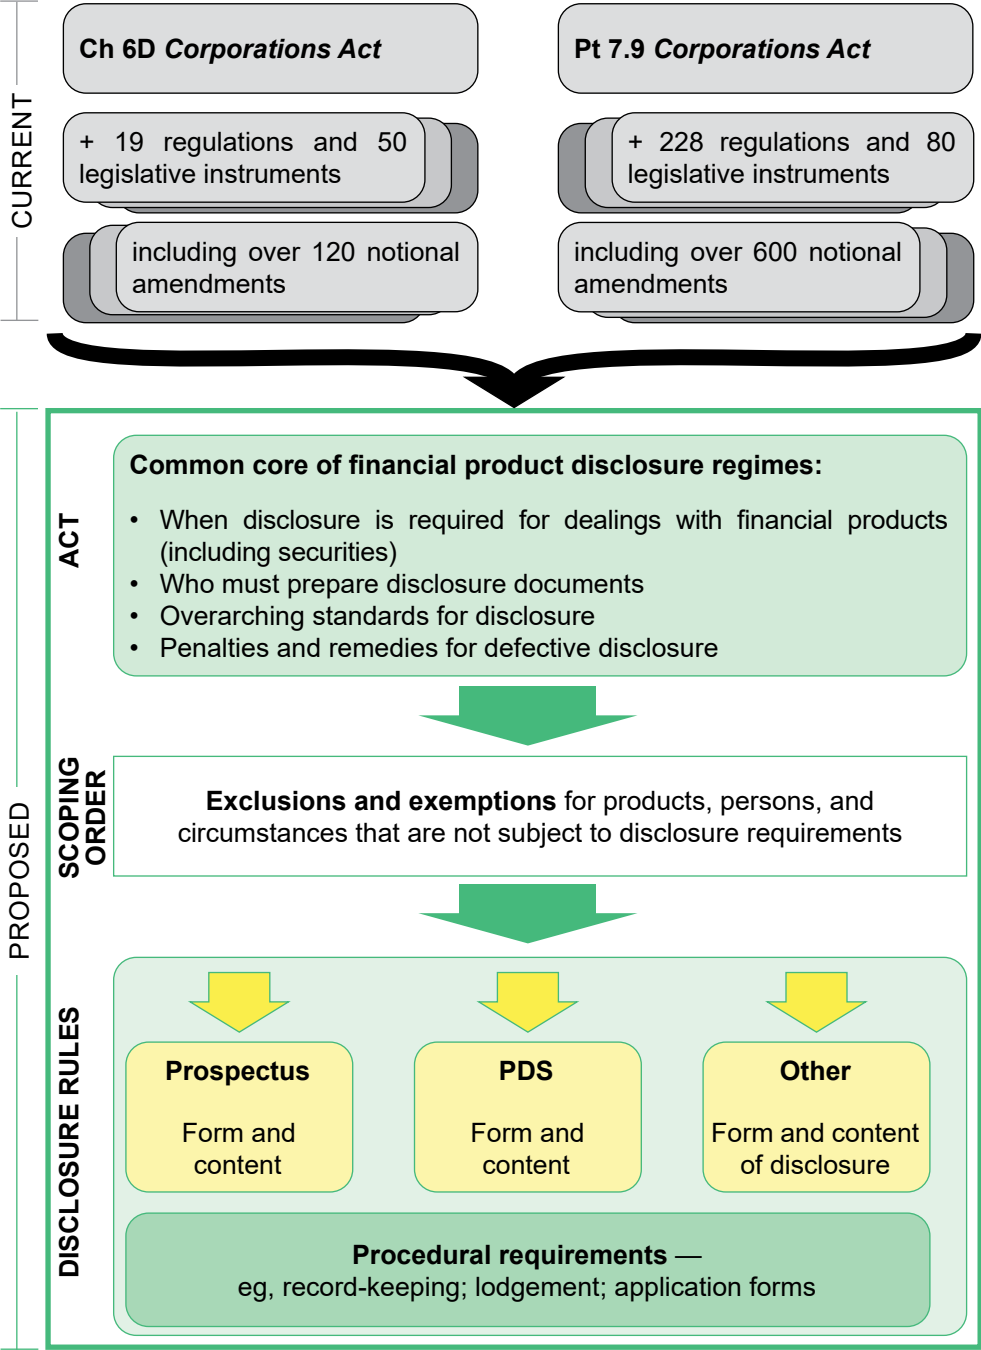 CURRENT
Ch 6D Corporations Act
+ 19 regulations and 50
legislative instruments
including over 120 notional
amendments
Pt 7.9 Corporations Act
+ 228 regulations and 80
legislative instruments
including over 600 notional
amendments
PROPOSED
ACT
Common core of financial product disclosure regimes:
• When disclosure is required for dealings with financial products
(including securities)
• Who must prepare disclosure documents
• Overarching standards for disclosure
• Penalties and remedies for defective disclosure
SCOPING
ORDER
Exclusions and exemptions for products, persons, and
circumstances that are not subject to disclosure requirements
DISCLOSURE RULES
Prospectus
Form and
content
PDS
Form and
content
Other
Form and content
of disclosure
Procedural requirements —
eg, record-keeping; lodgement; application forms